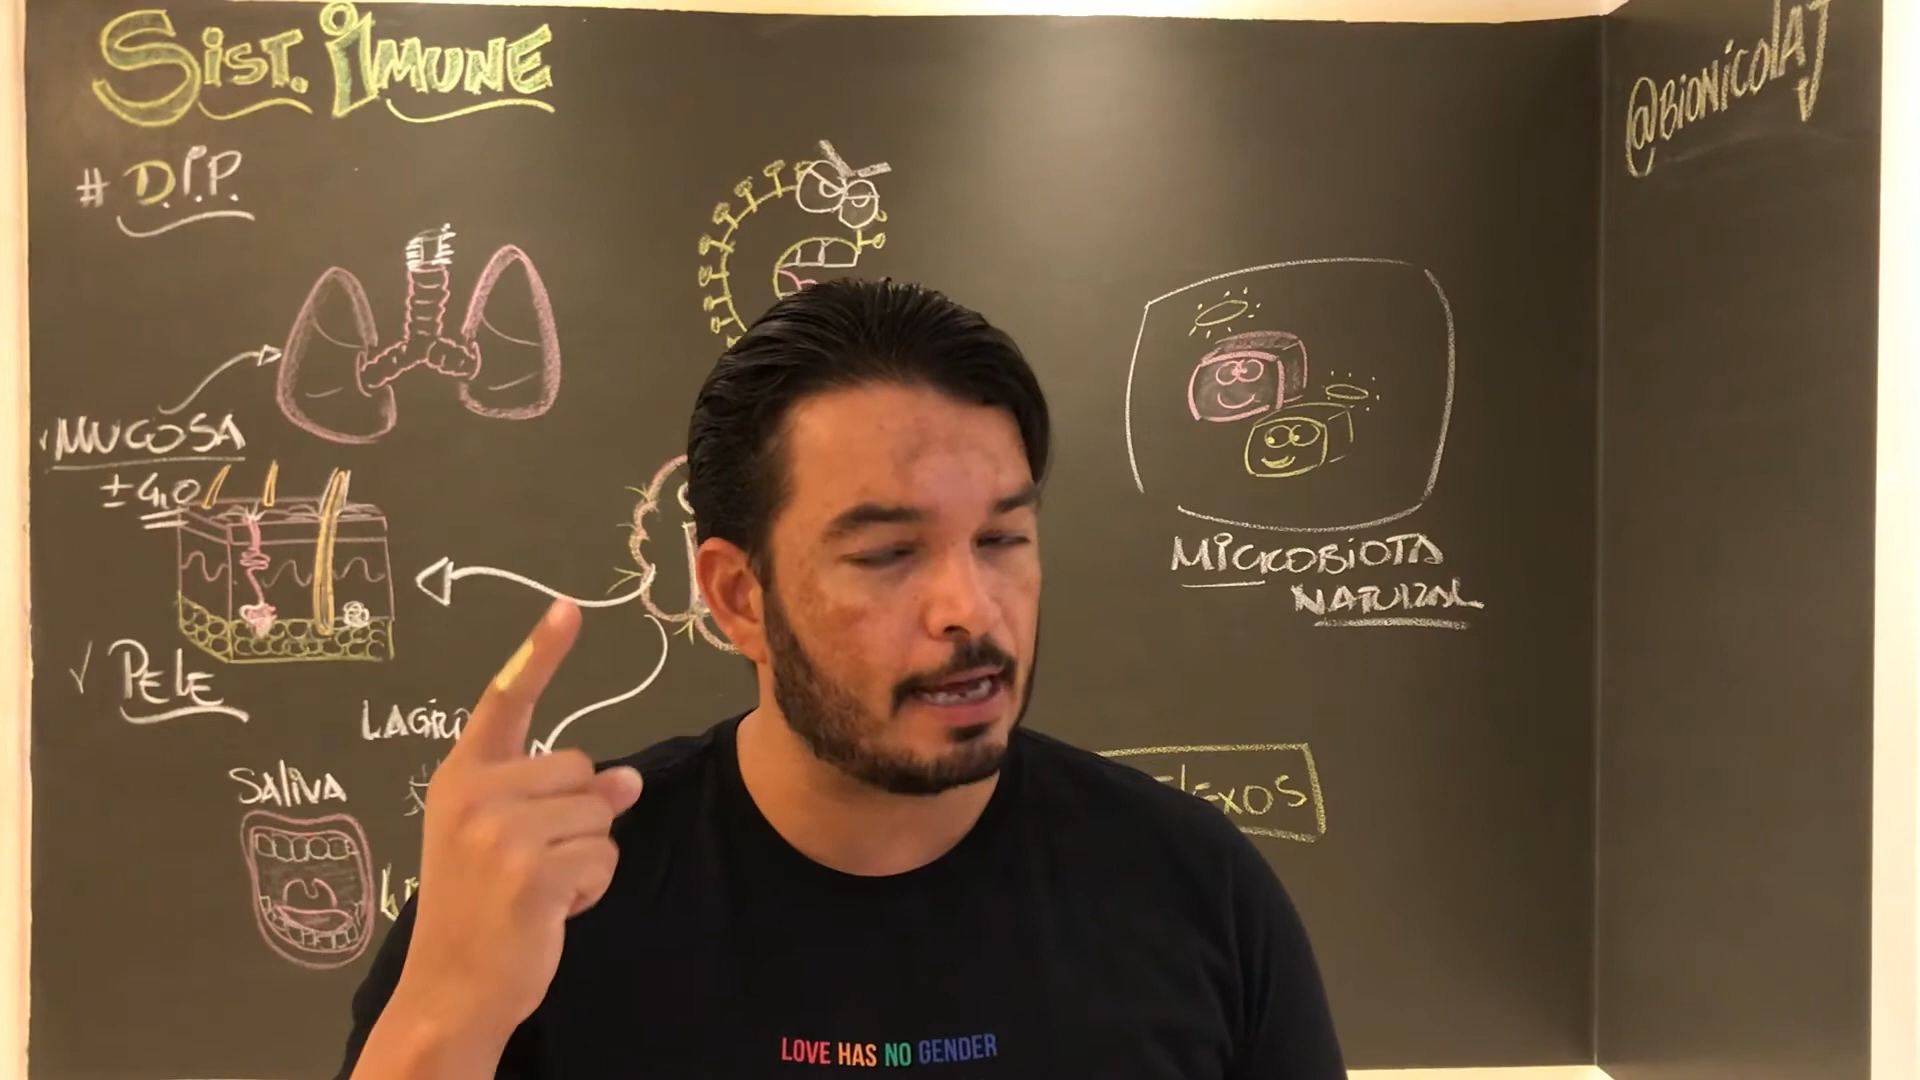 SIST. IMUNE
@BIONICOLAJ
# D.I.P.
MUCOSA
± 4,0
MICROBIOTA
NATURAL
√ PELE
SALIVA
LOVE HAS NO GENDER